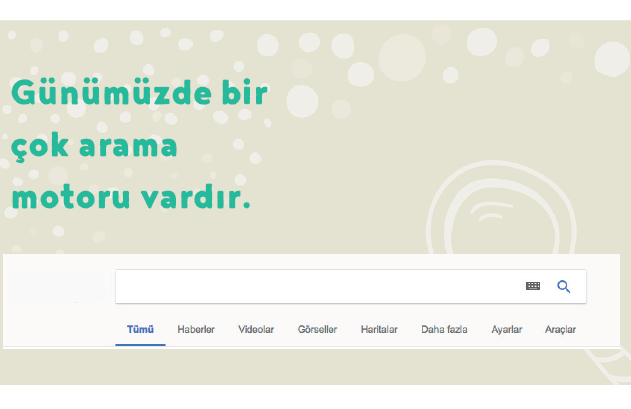 Günümüzde bir
çok arama
motoru vardır.
Tümü Haberler Videolar Görseller Haritalar Daha fazla Ayarlar Araçlar